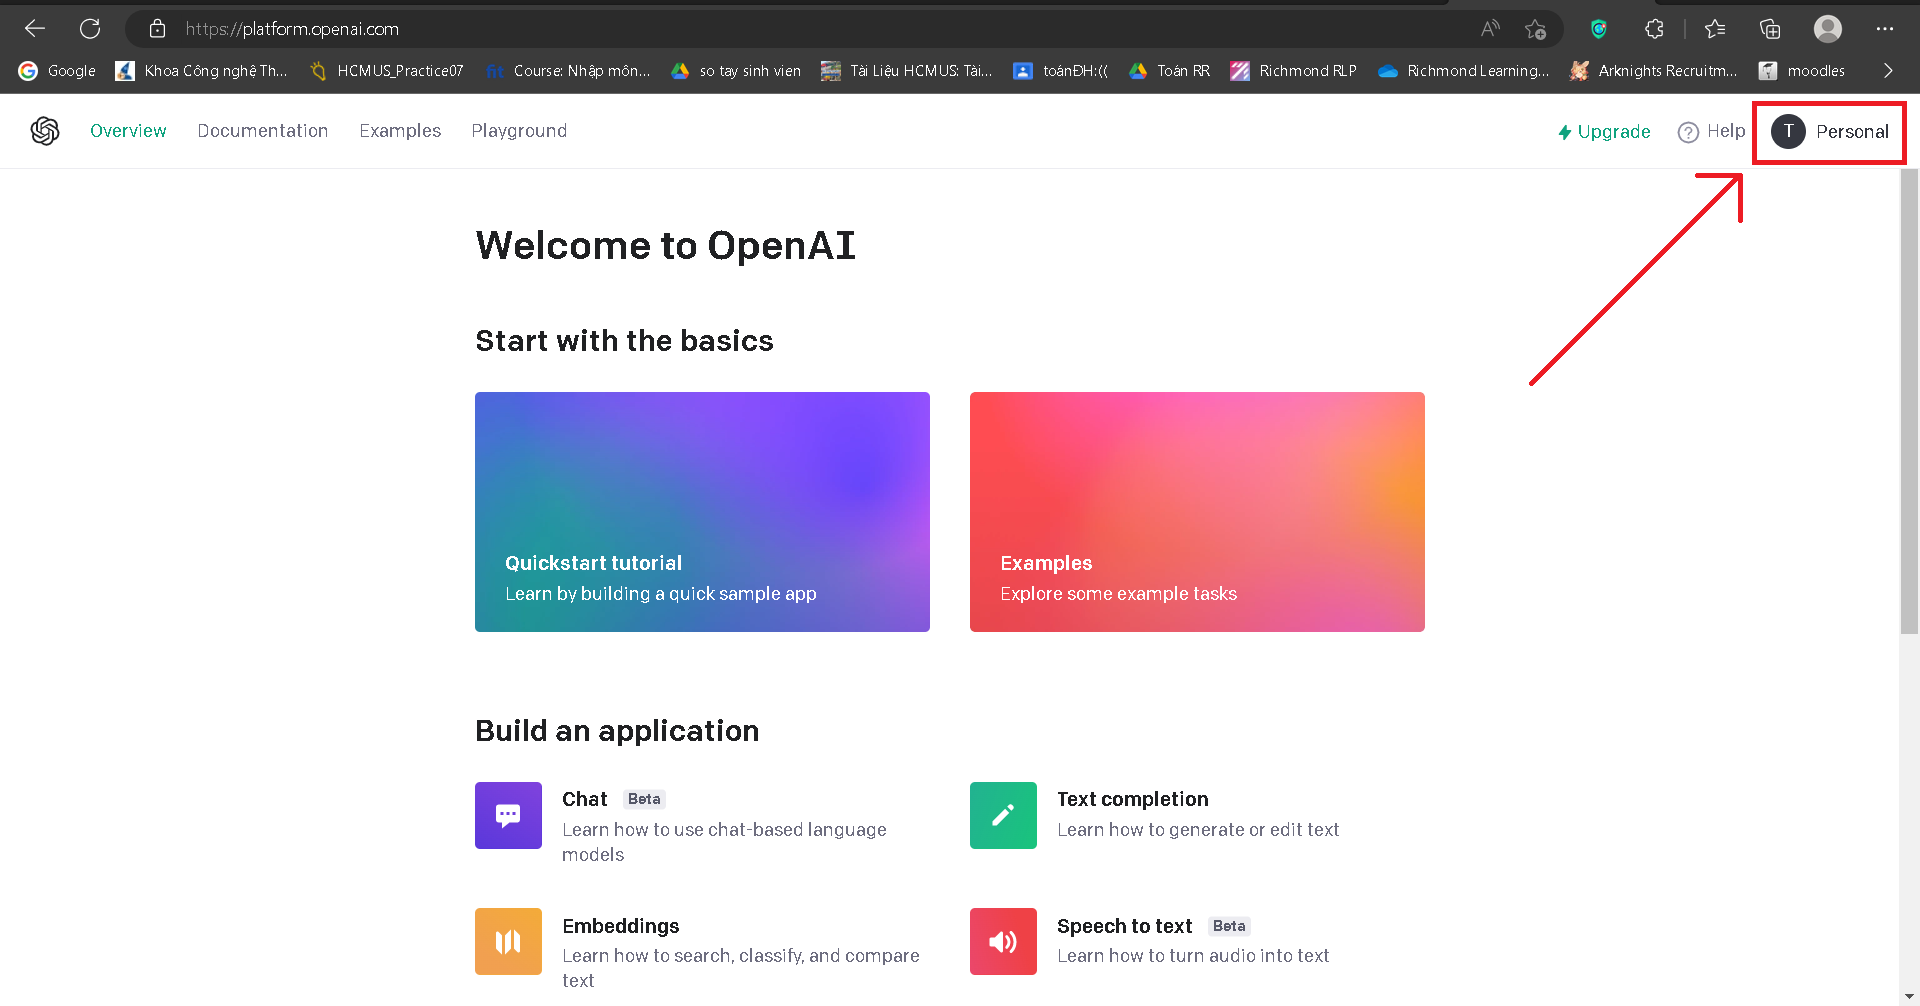 https://platform.openai.com
Google Khoa Công nghệ Th... HCMUS_Practice07 Course: Nhập môn... so tay sinh vien Tài Liệu HCMUS: Tài... toánĐH:(( Toán RR Richmond RLP Richmond Learning... Arknights Recruitm... moodles
Overview Documentation Examples Playground Upgrade Help T Personal
Welcome to OpenAI
Start with the basics
Quickstart tutorial
Learn by building a quick sample app
Examples
Explore some example tasks
Build an application
Chat Beta
Learn how to use chat-based language
models
Text completion
Learn how to generate or edit text
Embeddings
Learn how to search, classify, and compare
text
Speech to text Beta
Learn how to turn audio into text